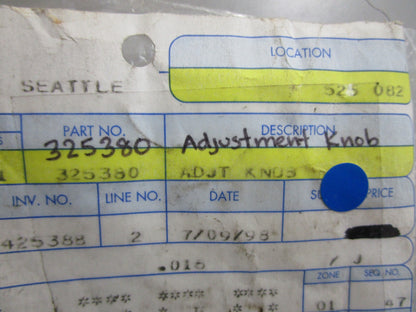 LOCATION
SEATTLE
525 082
PART NO. DESCRIPTION
325380 Adjustment Knob
325380 ADJT KNOB
INV. NO. LINE NO. DATE PRICE
425388 2 7/09/98
.016
ZONE SEQ. NO.
**** **** ****
01 47